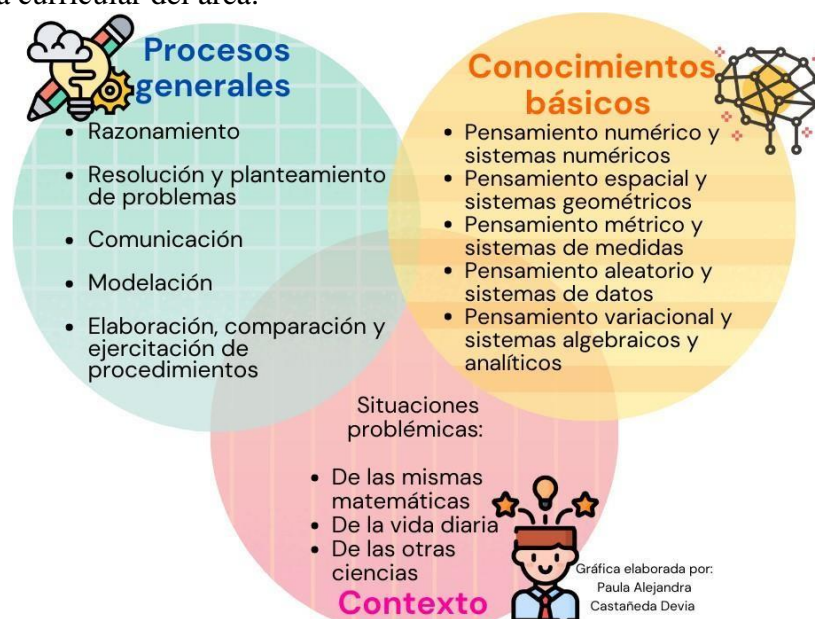 a curricular del área.
Procesos
generales
• Razonamiento
• Resolución y planteamiento
de problemas
• Comunicación
• Modelación
• Elaboración, comparación y
ejercitación de
procedimientos
Conocimientos
básicos
• Pensamiento numérico y
sistemas numéricos
• Pensamiento espacial y
sistemas geométricos
• Pensamiento métrico y
sistemas de medidas
• Pensamiento aleatorio y
sistemas de datos
• Pensamiento variacional y
sistemas algebraicos y
analíticos
Situaciones
problémicas:
• De las mismas
matemáticas
• De la vida diaria
• De las otras
ciencias
Contexto
Gráfica elaborada por:
Paula Alejandra
Castañeda Devia